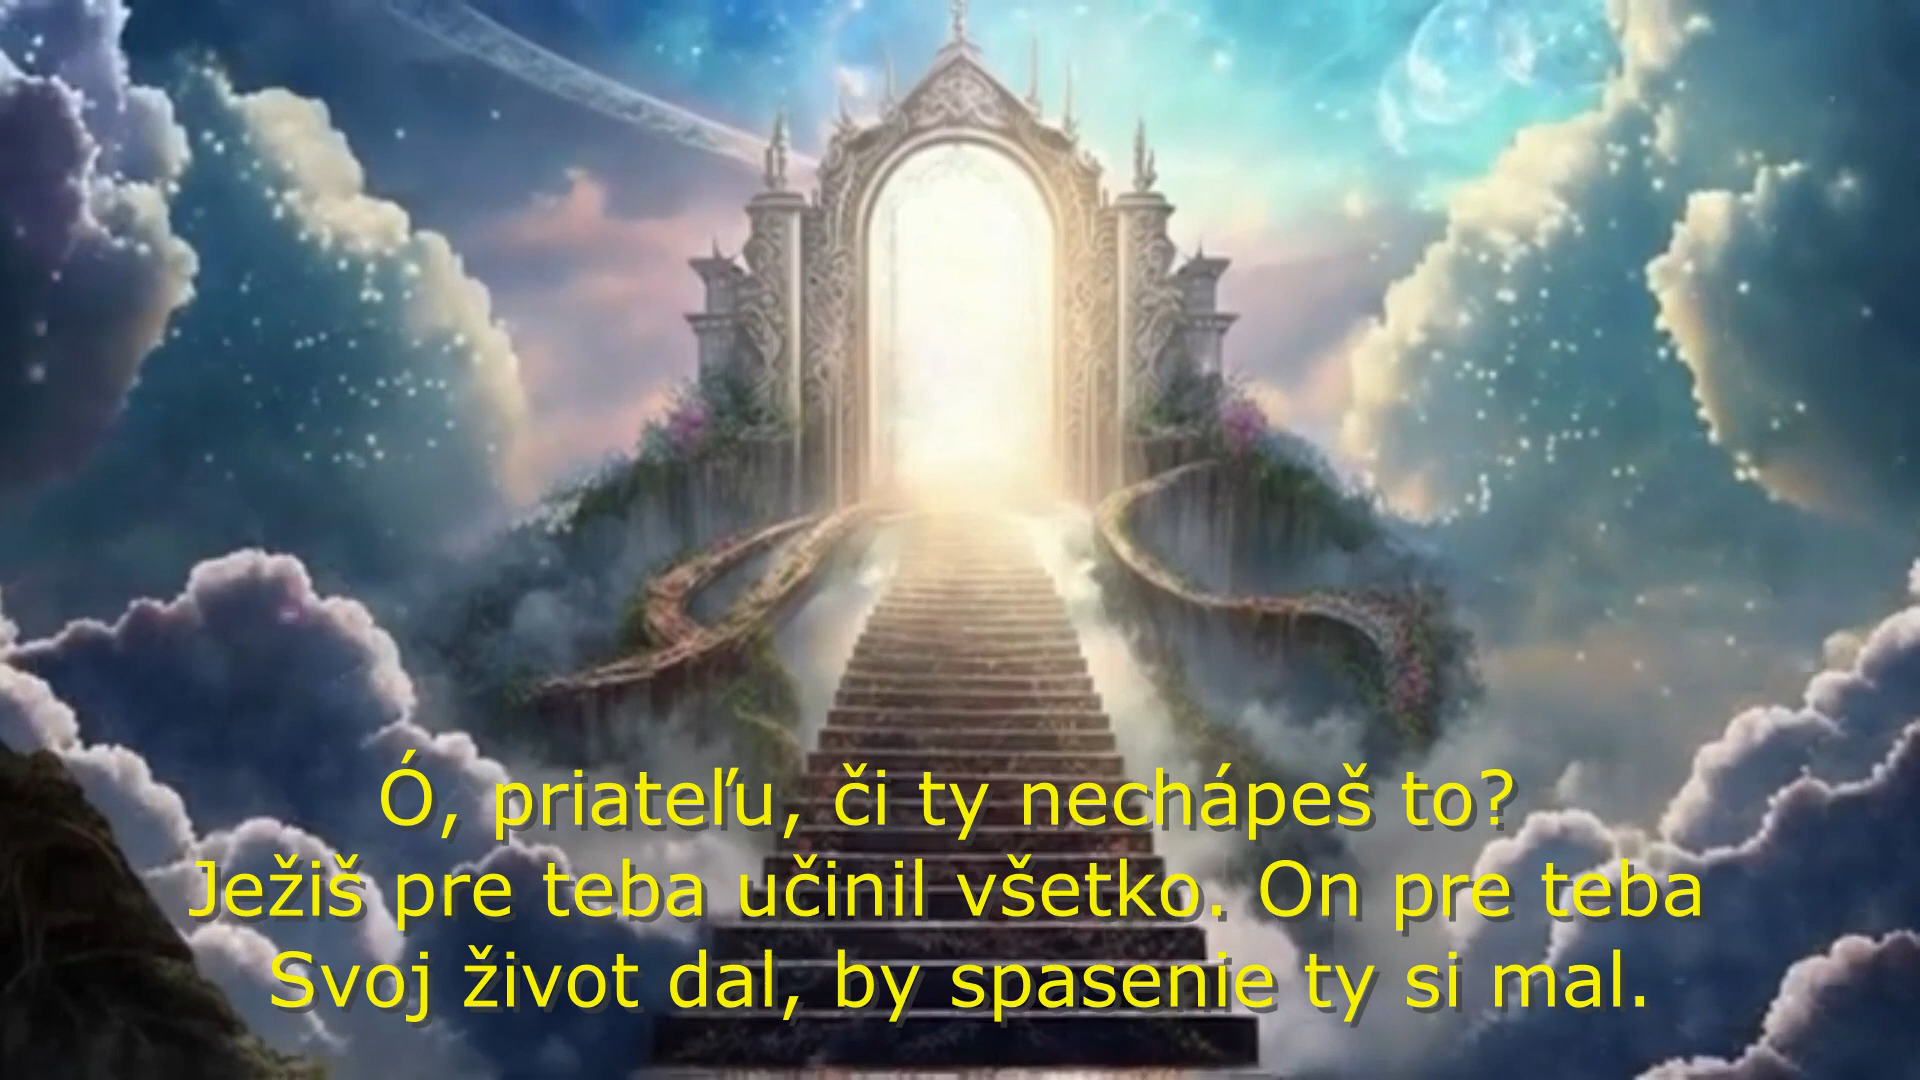 Ó, priateľu, či ty nechápeš to?
Ježiš pre teba učinil všetko. On pre teba
Svoj život dal, by spasenie ty si mal.